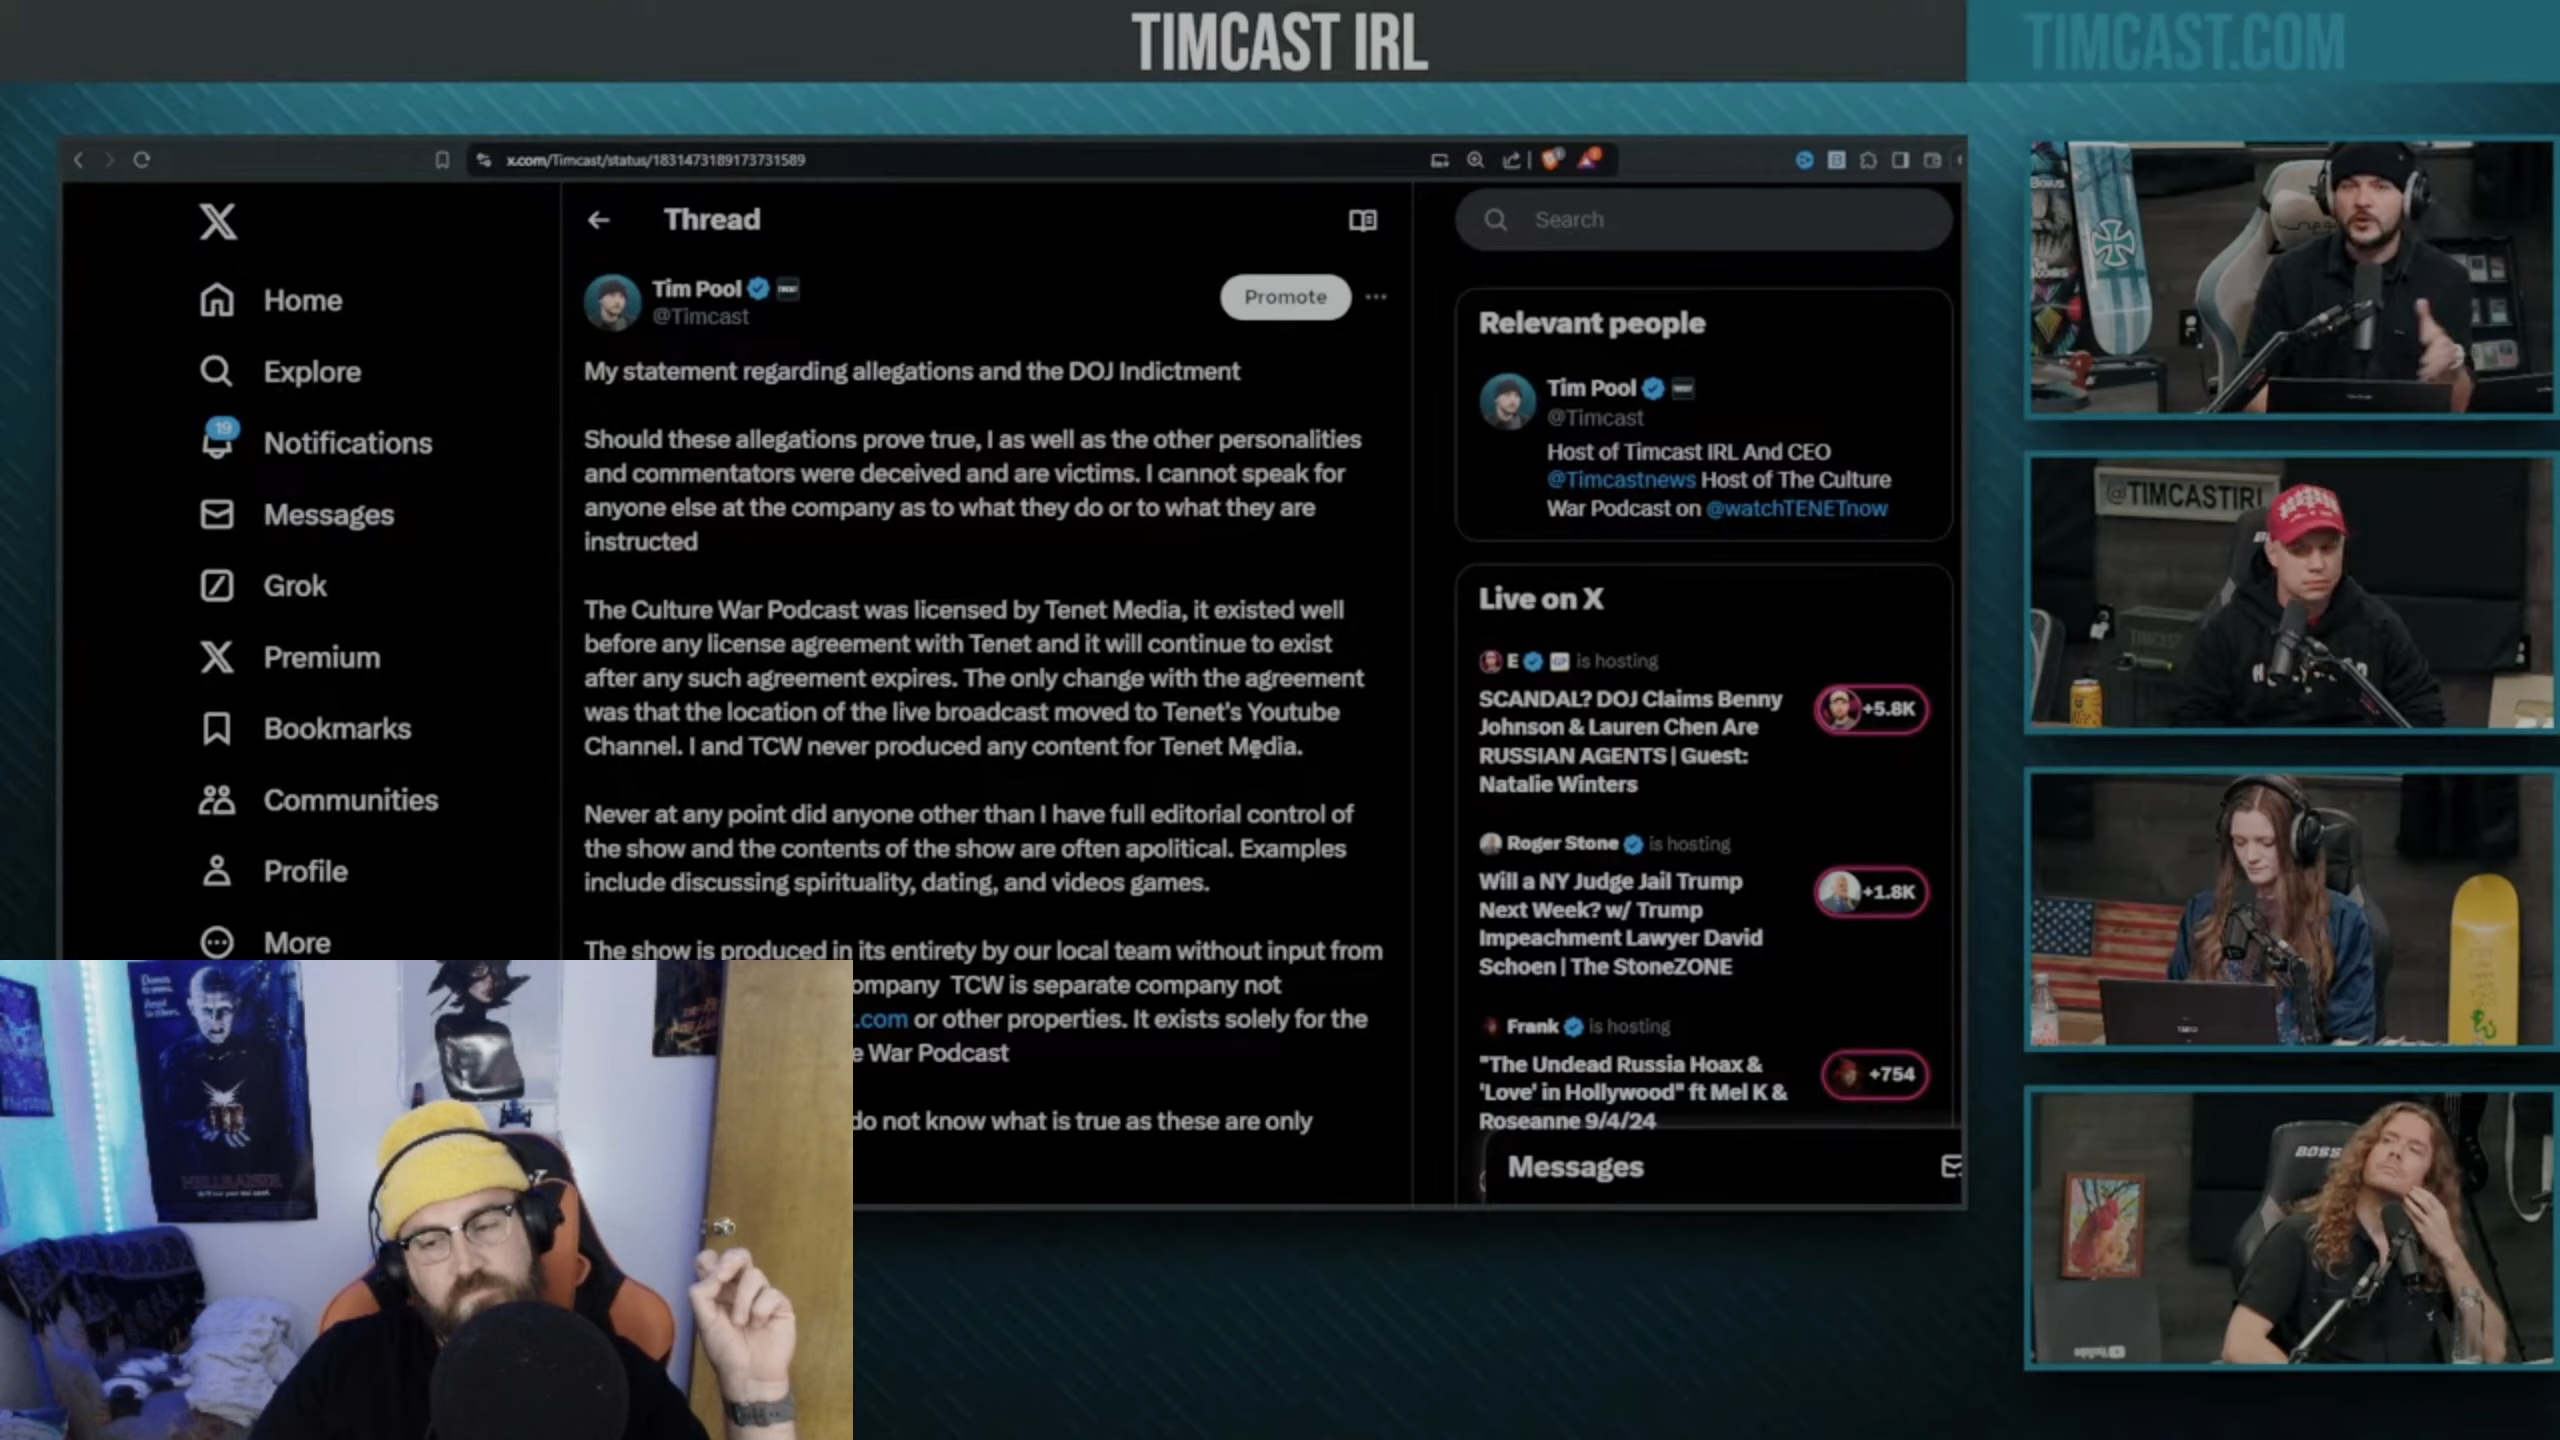 TIMCAST IRL
TIMCAST.COM
x.com/Timcast/status/1831473189173731589
Home
Explore
19
Notifications
Messages
Grok
Premium
Bookmarks
Communities
Profile
More
Thread
Tim Pool
@Timcast
Promote
My statement regarding allegations and the DOJ Indictment
Should these allegations prove true, I as well as the other personalities
and commentators were deceived and are victims. I cannot speak for
anyone else at the company as to what they do or to what they are
instructed
The Culture War Podcast was licensed by Tenet Media, it existed well
before any license agreement with Tenet and it will continue to exist
after any such agreement expires. The only change with the agreement
was that the location of the live broadcast moved to Tenet's Youtube
Channel. I and TCW never produced any content for Tenet Media.
Never at any point did anyone other than I have full editorial control of
the show and the contents of the show are often apolitical. Examples
include discussing spirituality, dating, and videos games.
The show is produced in its entirety by our local team without input from
ompany TCW is separate company not
.com or other properties. It exists solely for the
e War Podcast
do not know what is true as these are only
Search
Relevant people
Tim Pool
@Timcast
Host of Timcast IRL And CEO
@Timcastnews Host of The Culture
War Podcast on @watchTENETnow
Live on X
E is hosting
SCANDAL? DOJ Claims Benny
Johnson & Lauren Chen Are
RUSSIAN AGENTS | Guest:
Natalie Winters
+5.8K
Roger Stone is hosting
Will a NY Judge Jail Trump
Next Week? w/ Trump
Impeachment Lawyer David
Schoen | The StoneZONE
+1.8K
Frank is hosting
"The Undead Russia Hoax &
'Love' in Hollywood" ft Mel K &
Roseanne 9/4/24
+754
Messages
@TIMCASTIRL
BOSS
HELLRAISER